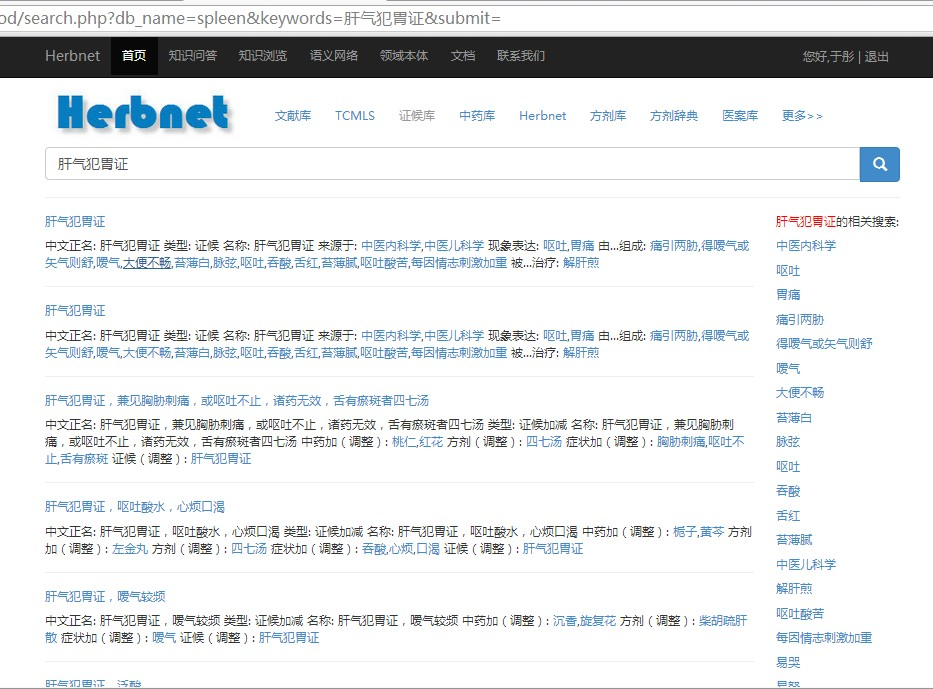 od/search.php?db_name=spleen&keywords=肝气犯胃证&submit=
Herbnet 首页 知识问答 知识浏览 语义网络 领域本体 文档 联系我们 您好,于彤 | 退出
Herbnet 文献库 TCMLS 证候库 中药库 Herbnet 方剂库 方剂辞典 医案库 更多>>
肝气犯胃证
肝气犯胃证
中文正名: 肝气犯胃证 类型: 证候 名称: 肝气犯胃证 来源于: 中医内科学,中医儿科学 现象表达: 呕吐,胃痛 由...组成: 痛引两胁,得嗳气或
矢气则舒,嗳气,大便不畅,苔薄白,脉弦,呕吐,吞酸,舌红,苔薄腻,呕吐酸苦,每因情志刺激加重 被...治疗: 解肝煎
肝气犯胃证
中文正名: 肝气犯胃证 类型: 证候 名称: 肝气犯胃证 来源于: 中医内科学,中医儿科学 现象表达: 呕吐,胃痛 由...组成: 痛引两胁,得嗳气或
矢气则舒,嗳气,大便不畅,苔薄白,脉弦,呕吐,吞酸,舌红,苔薄腻,呕吐酸苦,每因情志刺激加重 被...治疗: 解肝煎
肝气犯胃证，兼见胸胁刺痛，或呕吐不止，诸药无效，舌有瘀斑者四七汤
中文正名: 肝气犯胃证，兼见胸胁刺痛，或呕吐不止，诸药无效，舌有瘀斑者四七汤 类型: 证候加减 名称: 肝气犯胃证，兼见胸胁刺
痛，或呕吐不止，诸药无效，舌有瘀斑者四七汤 中药加（调整）: 桃仁,红花 方剂（调整）: 四七汤 症状加（调整）: 胸胁刺痛,呕吐不
止,舌有瘀斑 证候（调整）: 肝气犯胃证
肝气犯胃证，呕吐酸水，心烦口渴
中文正名: 肝气犯胃证，呕吐酸水，心烦口渴 类型: 证候加减 名称: 肝气犯胃证，呕吐酸水，心烦口渴 中药加（调整）: 栀子,黄芩 方剂
加（调整）: 左金丸 方剂（调整）: 四七汤 症状加（调整）: 吞酸,心烦,口渴 证候（调整）: 肝气犯胃证
肝气犯胃证，嗳气较频
中文正名: 肝气犯胃证，嗳气较频 类型: 证候加减 名称: 肝气犯胃证，嗳气较频 中药加（调整）: 沉香,旋复花 方剂（调整）: 柴胡疏肝
散 症状加（调整）: 嗳气 证候（调整）: 肝气犯胃证
肝气犯胃证，泛酸
肝气犯胃证的相关搜索:
中医内科学
呕吐
胃痛
痛引两胁
得嗳气或矢气则舒
嗳气
大便不畅
苔薄白
脉弦
呕吐
吞酸
舌红
苔薄腻
中医儿科学
解肝煎
呕吐酸苦
每因情志刺激加重
易哭
易怒